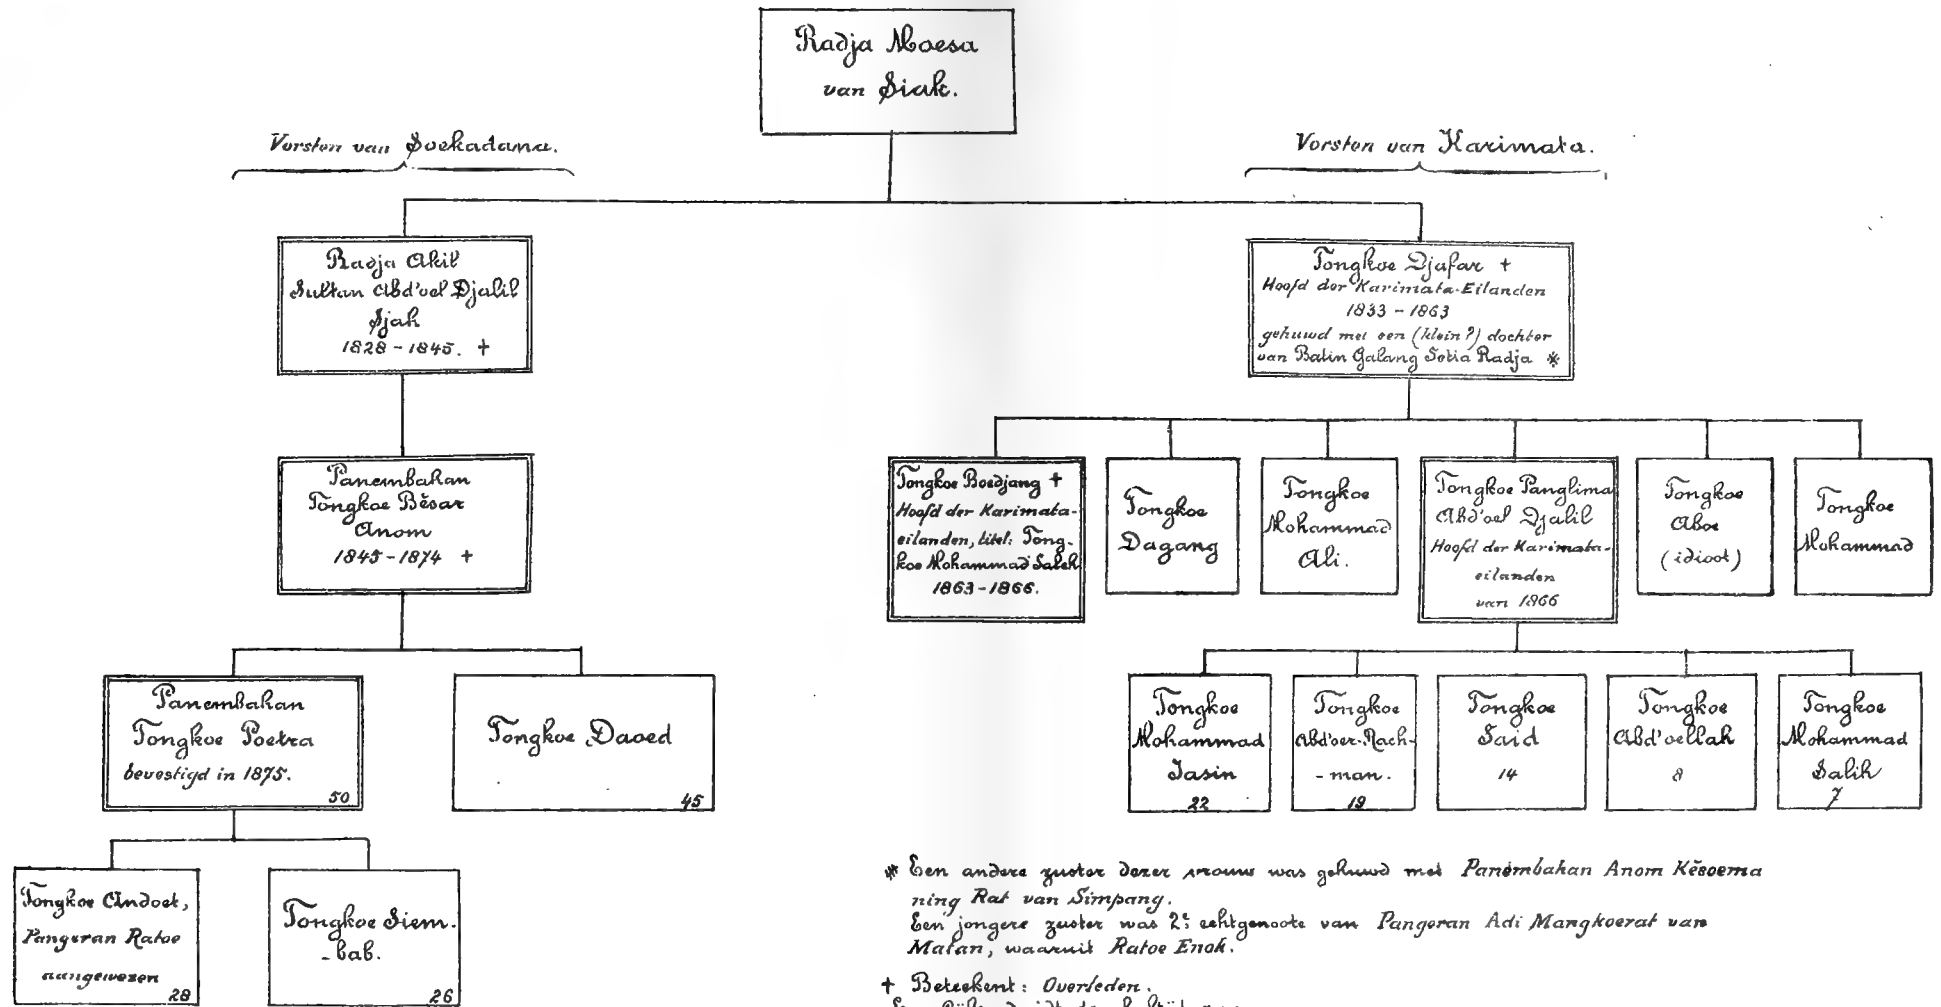 Radja Moesa
van Siak.
Vorsten van Soekadana.
Vorsten van Karimata.
Radja Akil
Sultan Abd'oel Djalil
Sjah
1828-1845. †
Tongkoe Djafar †
Hoofd der Karimata-Eilanden
1833-1863
gehuwd met een (klein?) dochter
van Batin Galang Setia Radja *
Panembahan
Tongkoe Bĕsar
Anom
1845-1874 †
Tongkoe Boedjang †
Hoofd der Karimata-
eilanden, titel: Tong-
koe Mohammad Saleh
1863-1866.
Tongkoe
Dagang
Tongkoe
Mohammad
Ali.
Tongkoe Panglima
Abd'oel Djalil
Hoofd der Karimata-
eilanden
van 1866
Tongkoe
Aboe
(idioot)
Tongkoe
Mohammad
Panembahan
Tongkoe Poetra
bevestigd in 1875.
50
Tongkoe Daoed
45
Tongkoe
Mohammad
Jasin
22
Tongkoe
Abd'oer-Rach-
-man.
19
Tongkoe
Said
14
Tongkoe
Abd'oellah
8
Tongkoe
Mohammad
Salih
7
Tongkoe Andoet,
Pangeran Ratoe
aangewezen
28
Tongkoe Siem-
-bab.
26
* Een andere zuster dezer vrouw was gehuwd met Panĕmbahan Anom Kĕsoema
ning Rat van Simpang.
Een jongere zuster was 2e echtgenoote van Pangeran Adi Mangkoerat van
Matan, waaruit Ratoe Enok.
† Beteekent: Overleden.